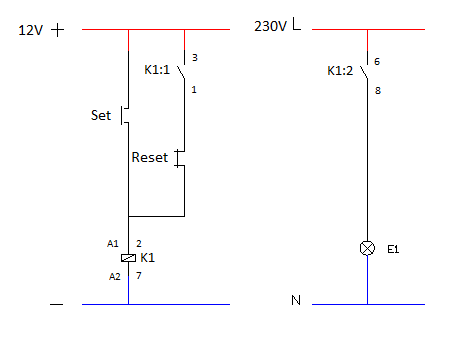 12V +
230V L
3
K1:1
1
6
K1:2
8
Set
Reset
A1 2
K1
A2 7
E1
—
N